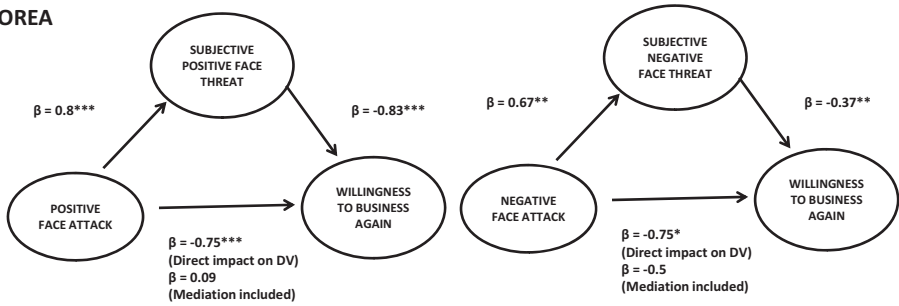 OREA
SUBJECTIVE
POSITIVE FACE
THREAT
β = 0.8***
β = -0.83***
POSITIVE
FACE ATTACK
WILLINGNESS
TO BUSINESS
AGAIN
β = -0.75***
(Direct impact on DV)
β = 0.09
(Mediation included)
SUBJECTIVE
NEGATIVE
FACE THREAT
β = 0.67**
β = -0.37**
NEGATIVE
FACE ATTACK
WILLINGNESS
TO BUSINESS
AGAIN
β = -0.75*
(Direct impact on DV)
β = -0.5
(Mediation included)